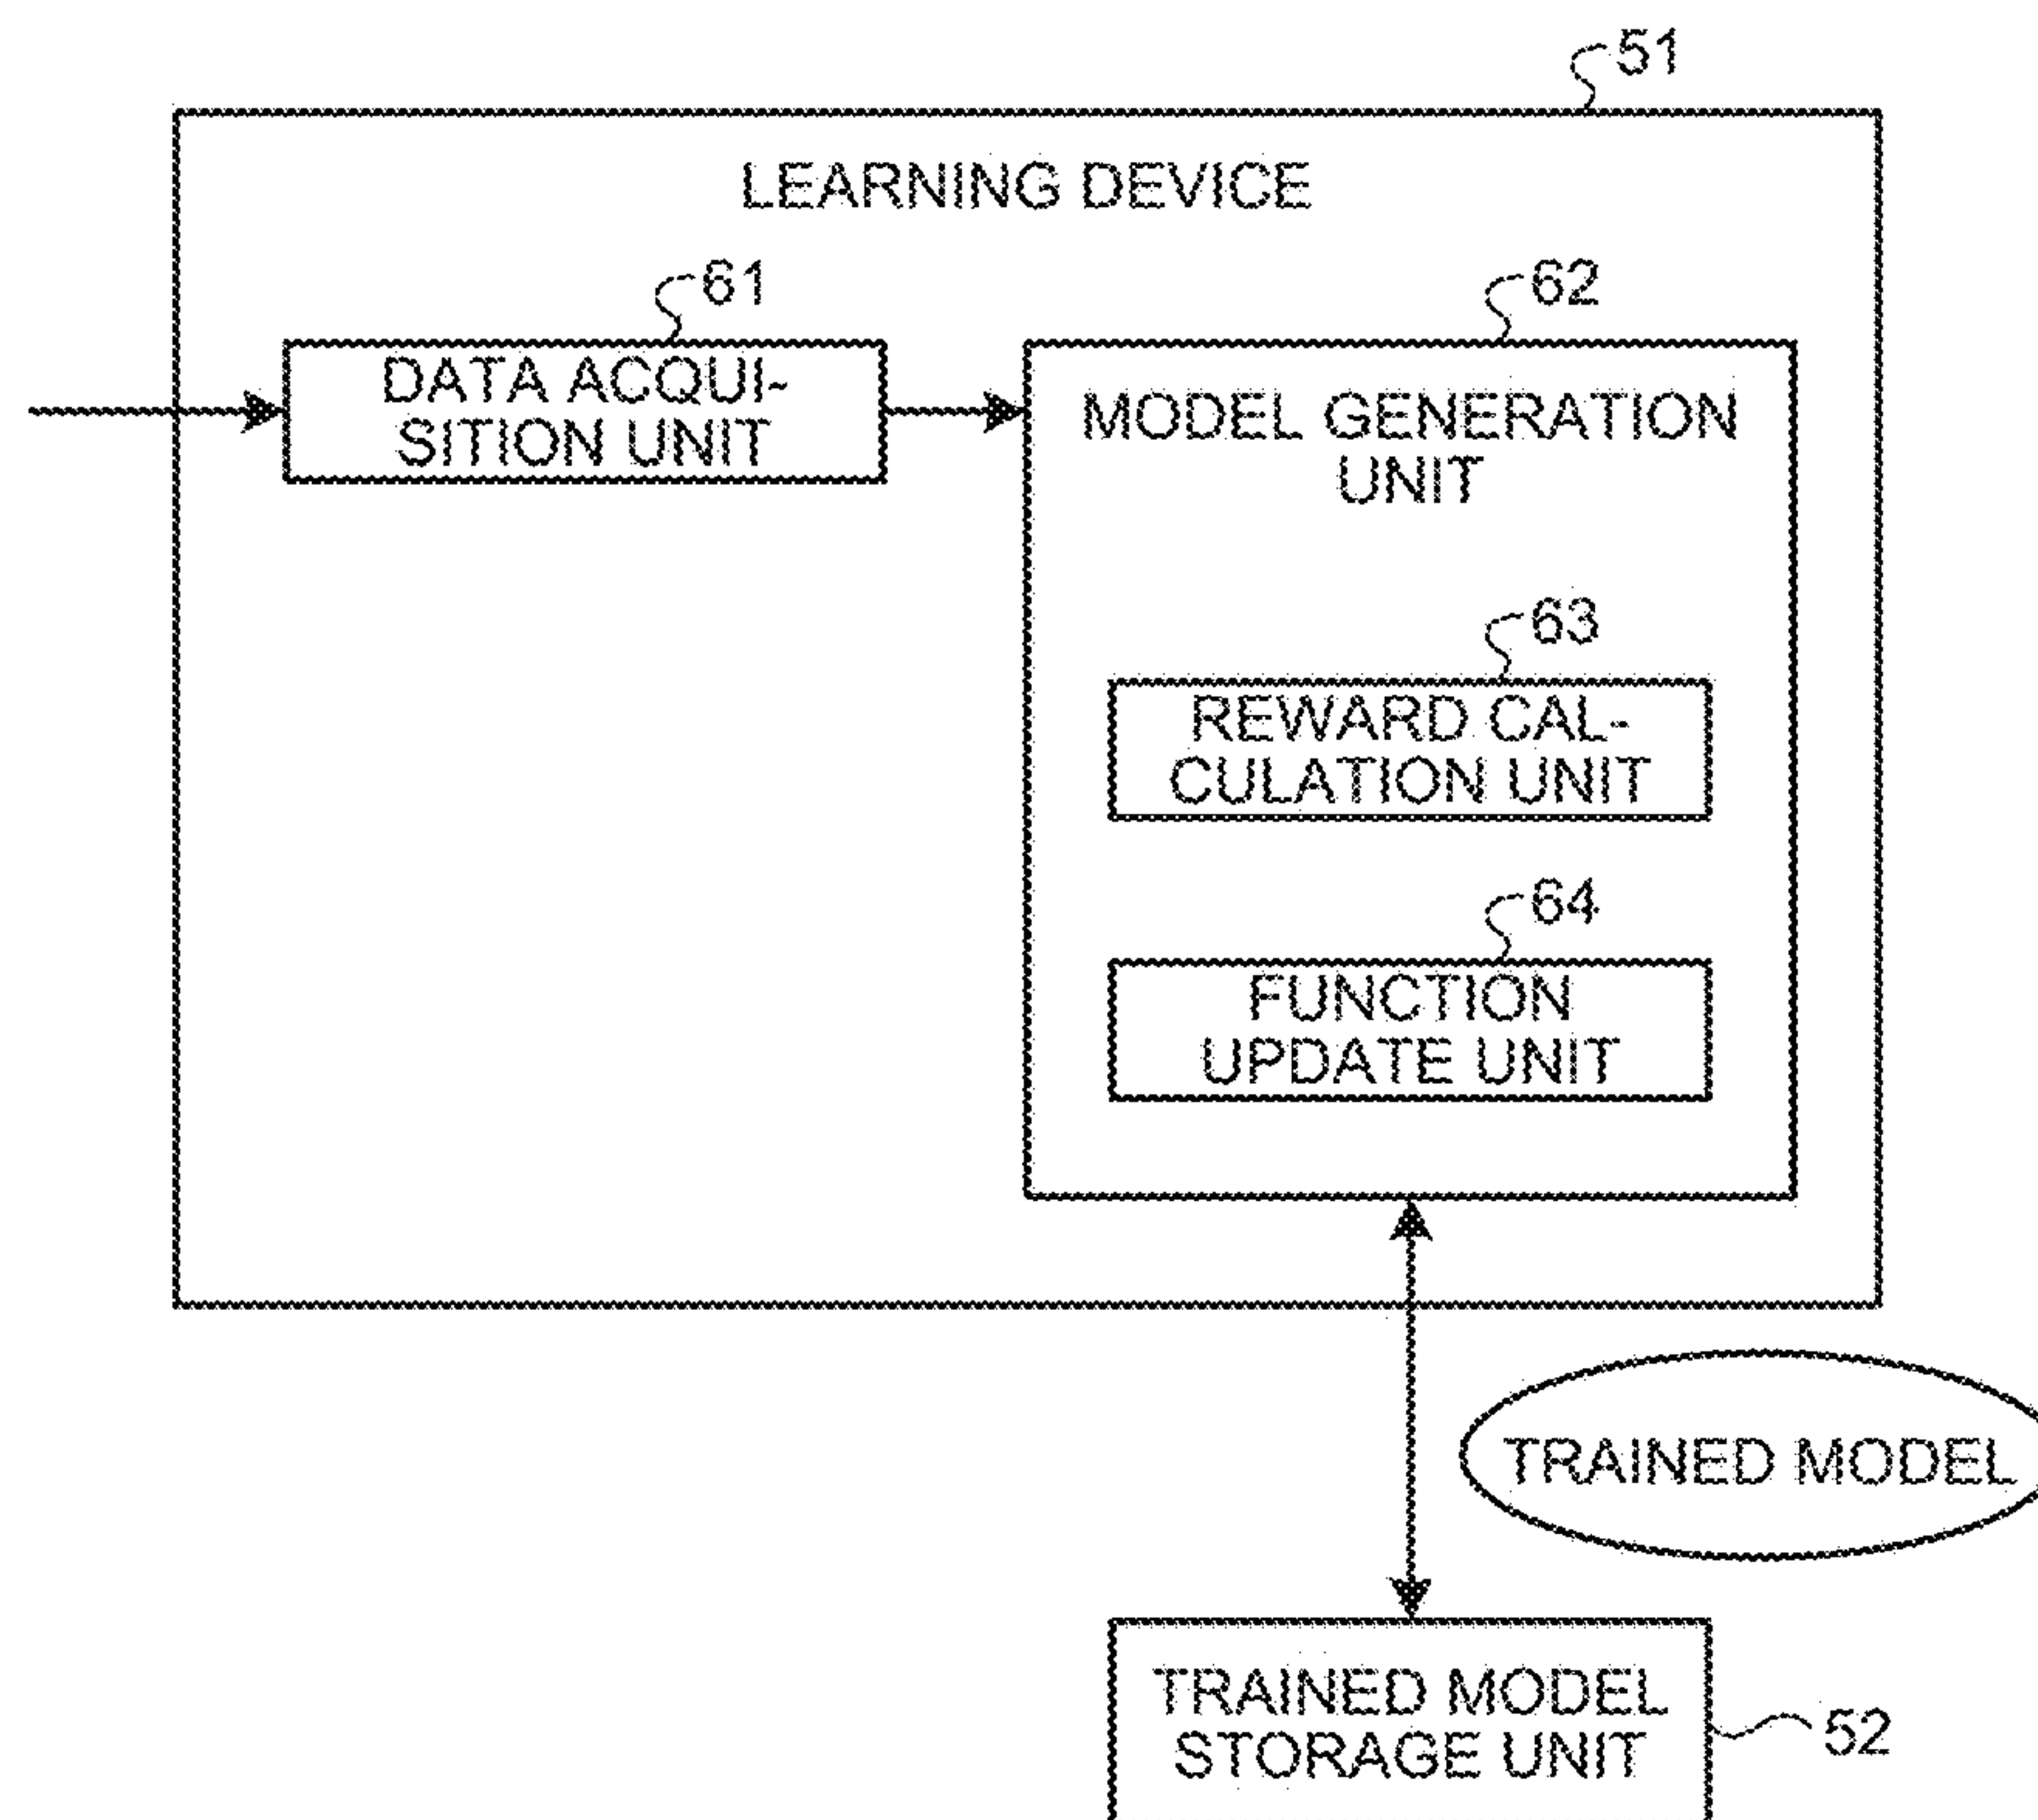 51
LEARNING DEVICE
61
62
DATA ACQUI-
SITION UNIT
MODEL GENERATION
UNIT
63
REWARD CAL-
CULATION UNIT
64
FUNCTION
UPDATE UNIT
TRAINED MODEL
TRAINED MODEL
STORAGE UNIT
52